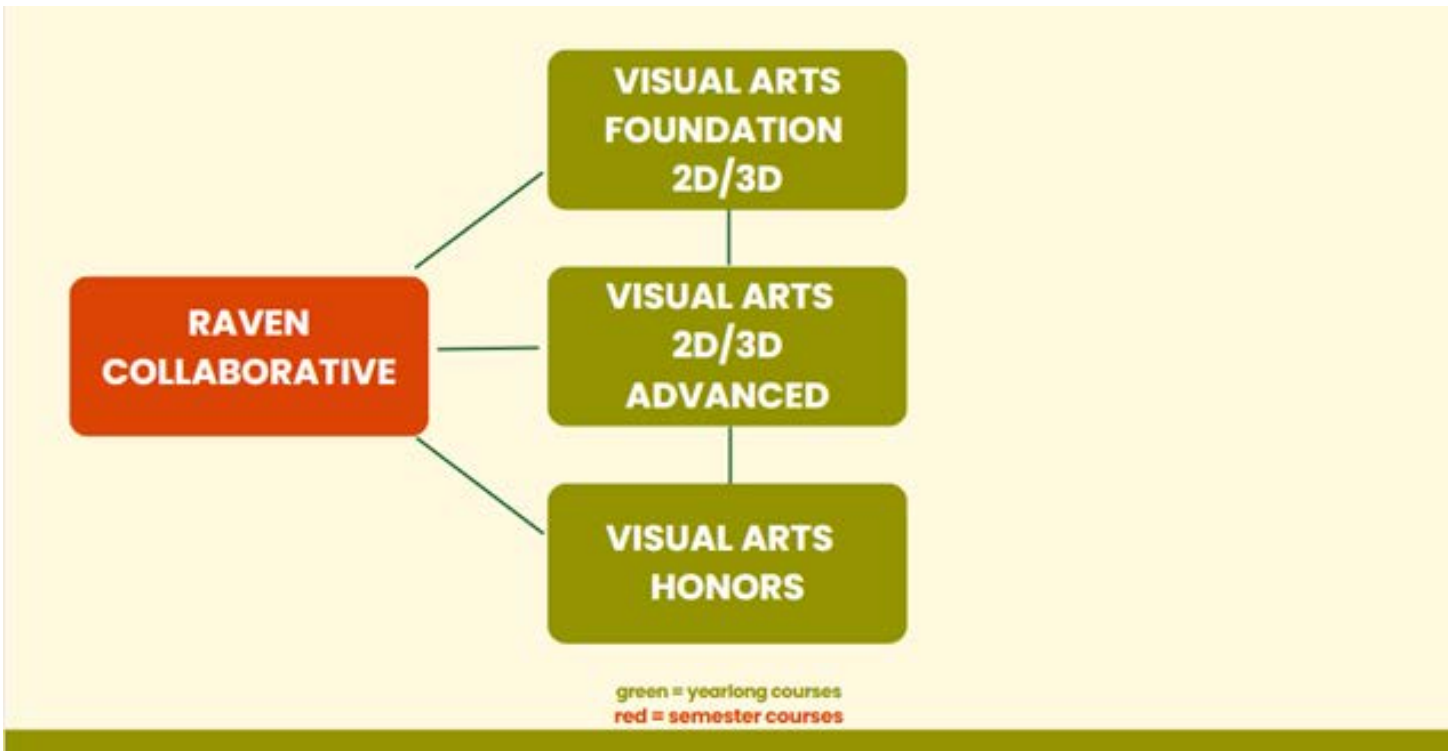 VISUAL ARTS
FOUNDATION
2D/3D
RAVEN
COLLABORATIVE
VISUAL ARTS
2D/3D
ADVANCED
VISUAL ARTS
HONORS
green = yearlong courses
red = semester courses